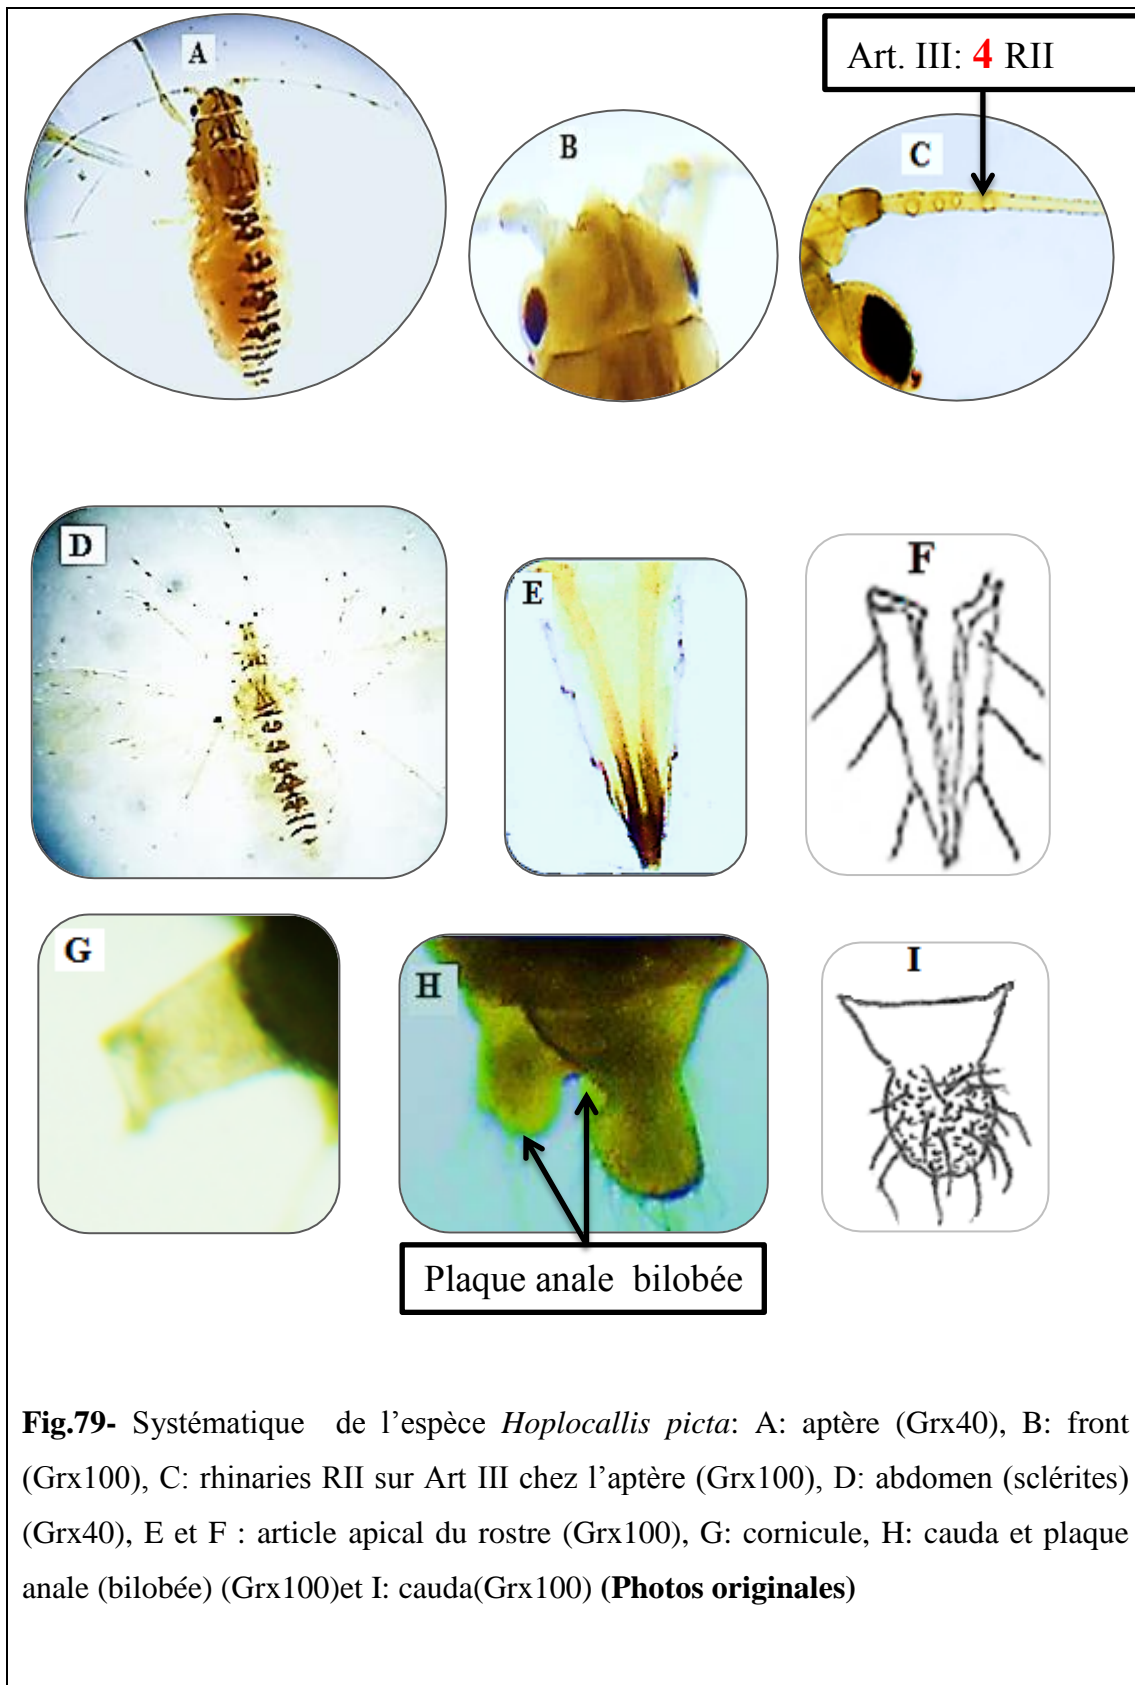 A
Art. III: 4 RII
B
C
D
E
F
G
H
I
Plaque anale bilobée
Fig.79- Systématique de l’espèce Hoplocallis picta: A: aptère (Grx40), B: front
(Grx100), C: rhinaries RII sur Art III chez l’aptère (Grx100), D: abdomen (sclérites)
(Grx40), E et F : article apical du rostre (Grx100), G: cornicule, H: cauda et plaque
anale (bilobée) (Grx100)et I: cauda(Grx100) (Photos originales)